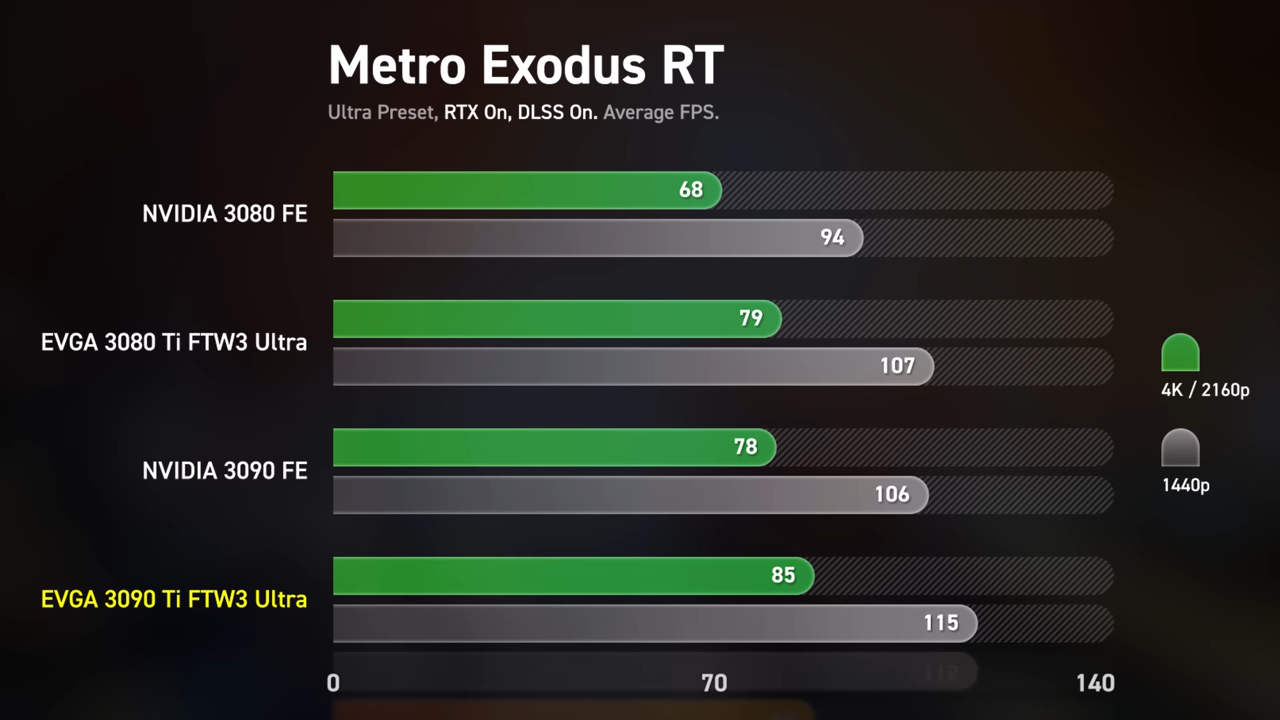 Metro Exodus RT
Ultra Preset, RTX On, DLSS On. Average FPS.
NVIDIA 3080 FE
68
94
EVGA 3080 Ti FTW3 Ultra
79
107
NVIDIA 3090 FE
78
106
EVGA 3090 Ti FTW3 Ultra
85
115
4K / 2160p
1440p
0 70 140